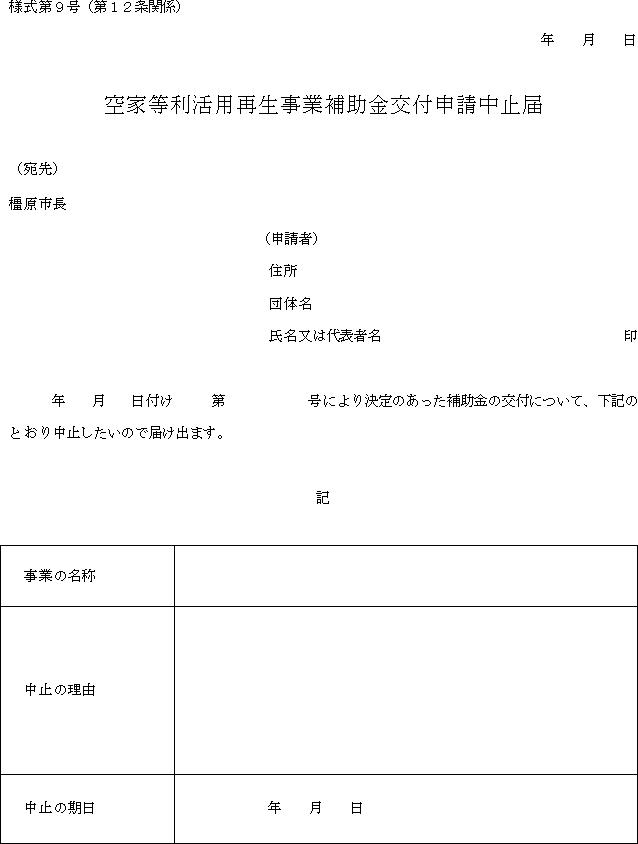 様式第９号（第１２条関係）
年　　月　　日
空家等利活用再生事業補助金交付申請中止届
（宛先）
橿原市長
（申請者）
住所
団体名
氏名又は代表者名　　　　　　　　　　　　　　　　印
年　　月　　日付け　　第　　　　　　号により決定のあった補助金の交付について、下記の
とおり中止したいので届け出ます。
記
事業の名称
中止の理由
中止の期日　　　　　　　　　　　　年　　月　　日